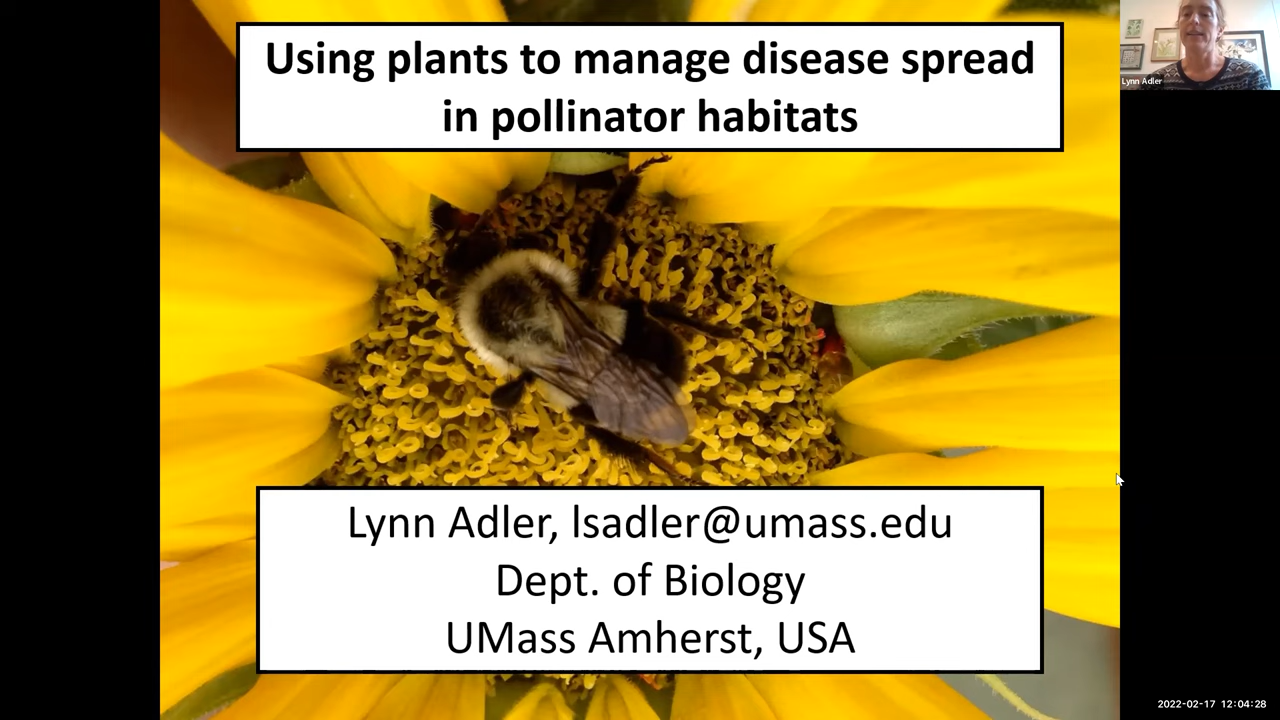 Using plants to manage disease spread
in pollinator habitats
Lynn Adler
Lynn Adler, lsadler@umass.edu
Dept. of Biology
UMass Amherst, USA
2022-02-17 12:04:28